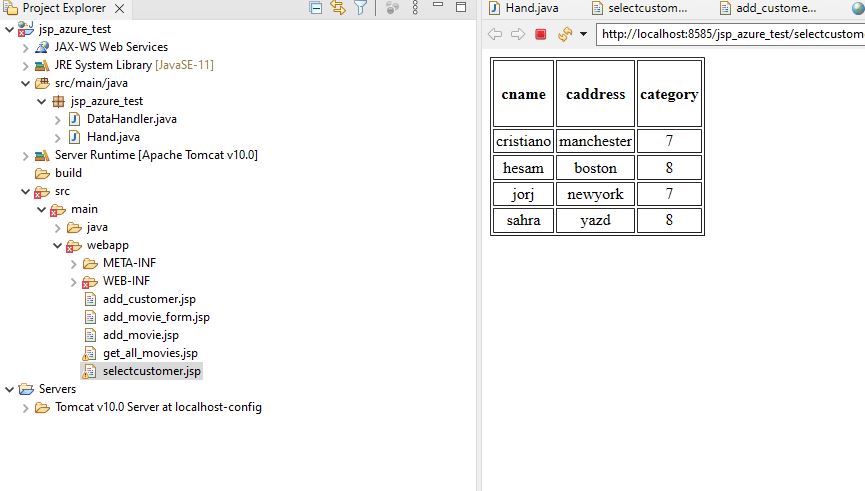 Project Explorer
jsp_azure_test
JAX-WS Web Services
JRE System Library [JavaSE-11]
src/main/java
jsp_azure_test
DataHandler.java
Hand.java
Server Runtime [Apache Tomcat v10.0]
build
src
main
java
webapp
META-INF
WEB-INF
add_customer.jsp
add_movie_form.jsp
add_movie.jsp
get_all_movies.jsp
selectcustomer.jsp
Servers
Tomcat v10.0 Server at localhost-config
Hand.java selectcustom... add_custome...
http://localhost:8585/jsp_azure_test/selectcustome
cname caddress category
cristiano manchester 7
hesam boston 8
jorj newyork 7
sahra yazd 8